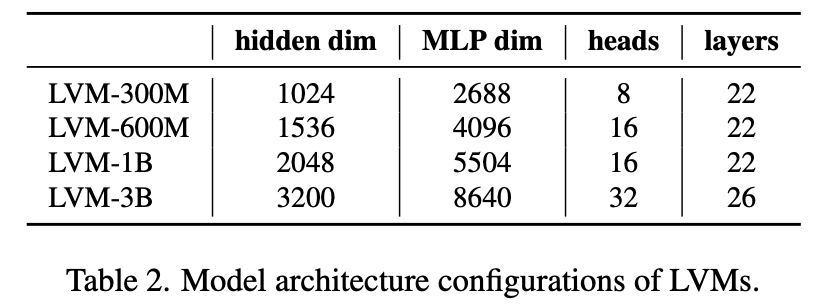 hidden dim MLP dim heads layers
LVM-300M 1024 2688 8 22
LVM-600M 1536 4096 16 22
LVM-1B 2048 5504 16 22
LVM-3B 3200 8640 32 26
Table 2. Model architecture configurations of LVMs.